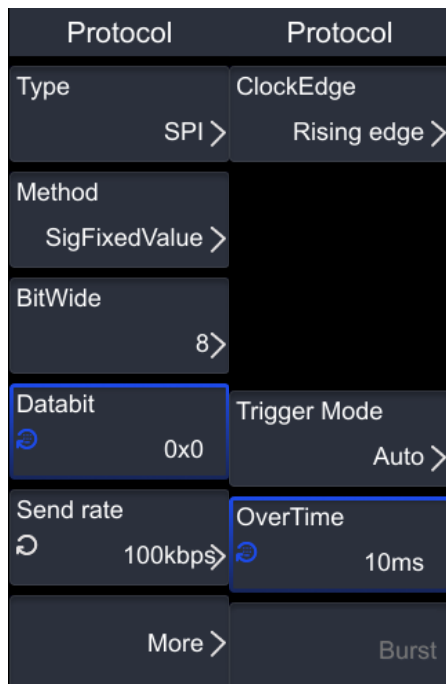 Protocol
Type
SPI
Method
SigFixedValue
BitWide
8
Databit
0x0
Send rate
100kbps
More
Protocol
ClockEdge
Rising edge
Trigger Mode
Auto
OverTime
10ms
Burst